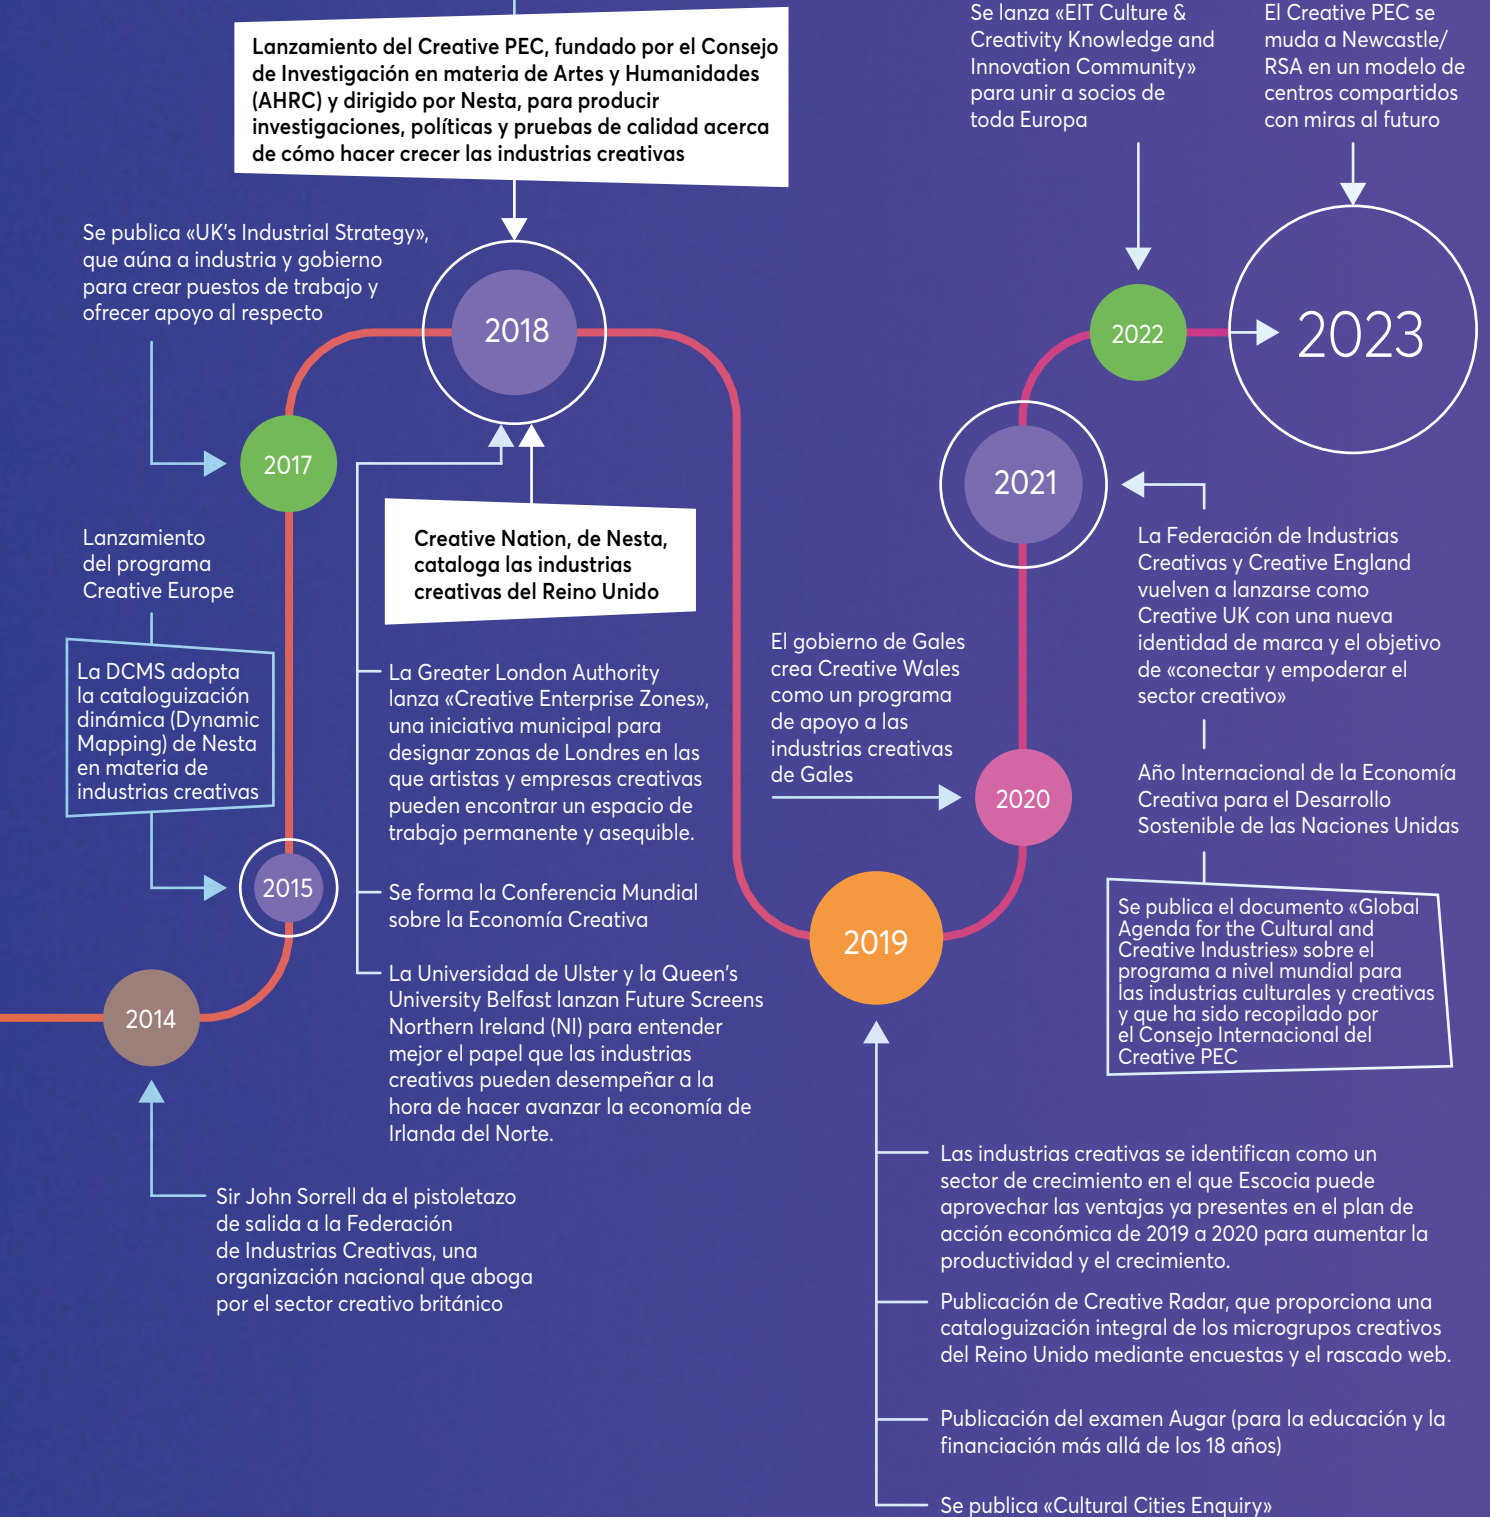 Lanzamiento del Creative PEC, fundado por el Consejo
de Investigación en materia de Artes y Humanidades
(AHRC) y dirigido por Nesta, para producir
investigaciones, políticas y pruebas de calidad acerca
de cómo hacer crecer las industrias creativas
Se lanza «EIT Culture &
Creativity Knowledge and
Innovation Community»
para unir a socios de
toda Europa
El Creative PEC se
muda a Newcastle/
RSA en un modelo de
centros compartidos
con miras al futuro
Se publica «UK's Industrial Strategy»,
que aúna a industria y gobierno
para crear puestos de trabajo y
ofrecer apoyo al respecto
2018
2022
2023
2017
2021
Creative Nation, de Nesta,
cataloga las industrias
creativas del Reino Unido
Lanzamiento
del programa
Creative Europe
La DCMS adopta
la cataloguización
dinámica (Dynamic
Mapping) de Nesta
en materia de
industrias creativas
2015
2014
La Greater London Authority
lanza «Creative Enterprise Zones»,
una iniciativa municipal para
designar zonas de Londres en las
que artistas y empresas creativas
pueden encontrar un espacio de
trabajo permanente y asequible.
Se forma la Conferencia Mundial
sobre la Economía Creativa
La Universidad de Ulster y la Queen's
University Belfast lanzan Future Screens
Northern Ireland (NI) para entender
mejor el papel que las industrias
creativas pueden desempeñar a la
hora de hacer avanzar la economía de
Irlanda del Norte.
Sir John Sorrell da el pistoletazo
de salida a la Federación
de Industrias Creativas, una
organización nacional que aboga
por el sector creativo británico
El gobierno de Gales
crea Creative Wales
como un programa
de apoyo a las
industrias creativas
de Gales
2020
2019
La Federación de Industrias
Creativas y Creative England
vuelven a lanzarse como
Creative UK con una nueva
identidad de marca y el objetivo
de «conectar y empoderar el
sector creativo»
Año Internacional de la Economía
Creativa para el Desarrollo
Sostenible de las Naciones Unidas
Se publica el documento «Global
Agenda for the Cultural and
Creative Industries» sobre el
programa a nivel mundial para
las industrias culturales y creativas
y que ha sido recopilado por
el Consejo Internacional del
Creative PEC
Las industrias creativas se identifican como un
sector de crecimiento en el que Escocia puede
aprovechar las ventajas ya presentes en el plan de
acción económica de 2019 a 2020 para aumentar la
productividad y el crecimiento.
Publicación de Creative Radar, que proporciona una
cataloguización integral de los microgrupos creativos
del Reino Unido mediante encuestas y el rascado web.
Publicación del examen Augar (para la educación y la
financiación más allá de los 18 años)
Se publica «Cultural Cities Enquiry»